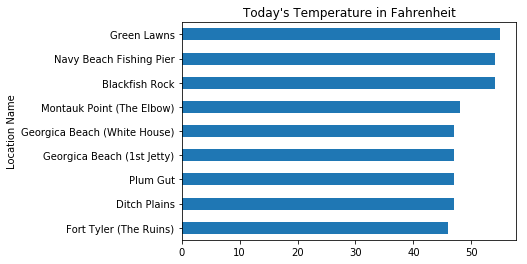 Today's Temperature in Fahrenheit
Location Name
Green Lawns
Navy Beach Fishing Pier
Blackfish Rock
Montauk Point (The Elbow)
Georgica Beach (White House)
Georgica Beach (1st Jetty)
Plum Gut
Ditch Plains
Fort Tyler (The Ruins)
0 10 20 30 40 50